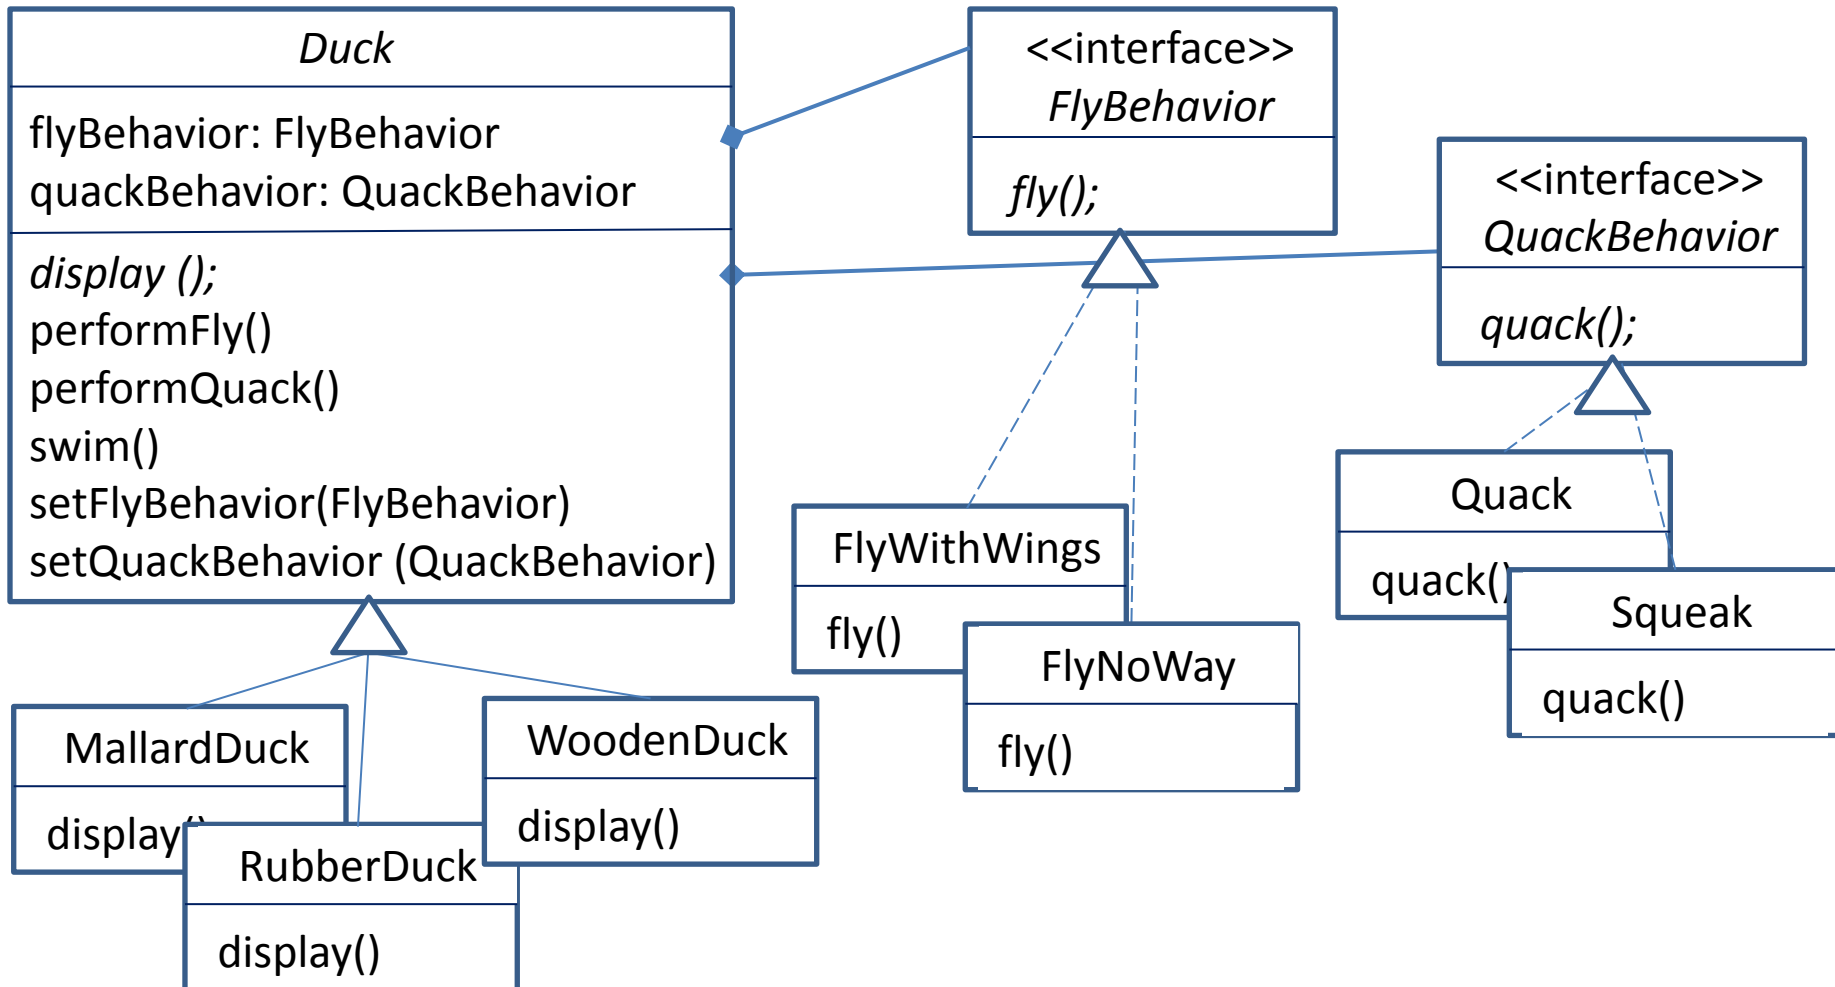 Duck
flyBehavior: FlyBehavior
quackBehavior: QuackBehavior
display ();
performFly()
performQuack()
swim()
setFlyBehavior(FlyBehavior)
setQuackBehavior (QuackBehavior)
<<interface>>
FlyBehavior
fly();
<<interface>>
QuackBehavior
quack();
FlyWithWings
fly()
FlyNoWay
fly()
Quack
quack()
Squeak
quack()
MallardDuck
display()
RubberDuck
display()
WoodenDuck
display()